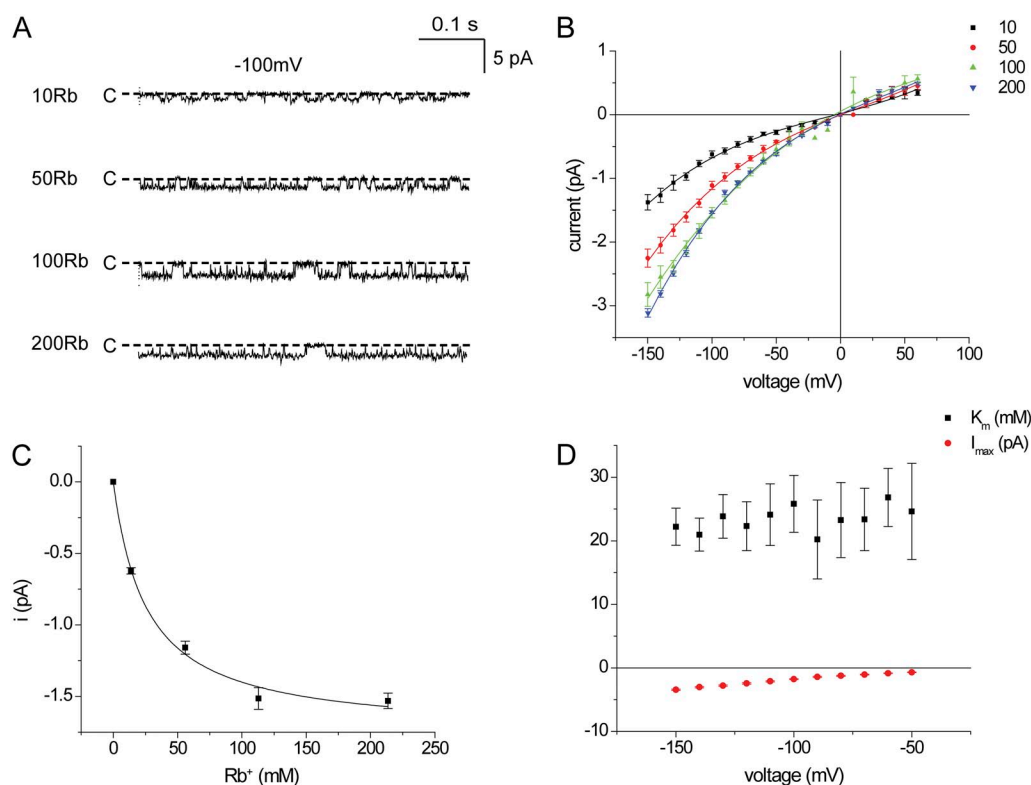 A
0.1 s
5 pA
-100mV
10Rb
C
50Rb
C
100Rb
C
200Rb
C
B
10
50
100
200
1
0
-1
-2
-3
current (pA)
-150
-100
-50
0
50
100
voltage (mV)
C
0.0
-0.5
-1.0
-1.5
i (pA)
0
50
100
150
200
250
Rb⁺ (mM)
D
Kₘ (mM)
Iₘₐₓ (pA)
30
20
10
0
-10
-150
-100
-50
voltage (mV)